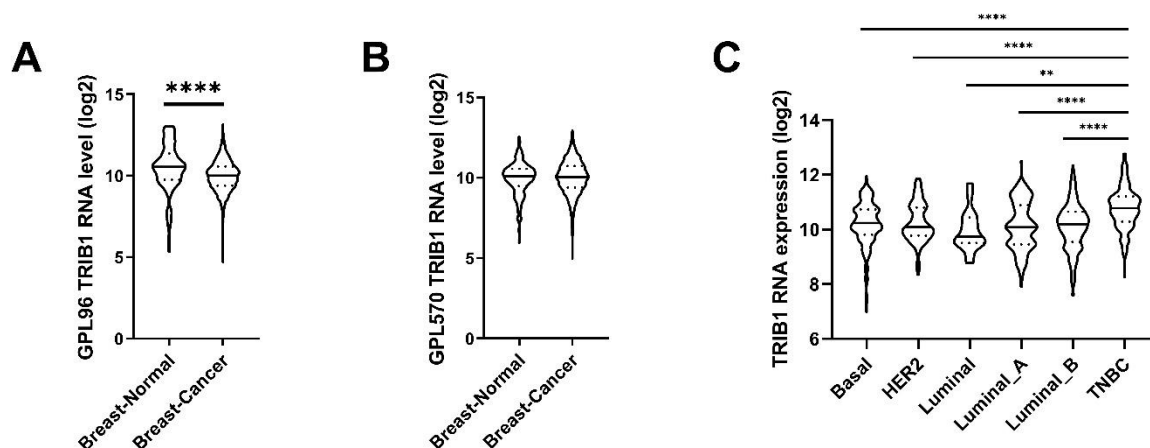 A
GPL96 TRIB1 RNA level (log2)
15
10
5
0
****
Breast-Normal
Breast-Cancer
B
GPL570 TRIB1 RNA level (log2)
15
10
5
0
Breast-Normal
Breast-Cancer
C
TRIB1 RNA expression (log2)
14
12
10
8
6
****
****
**
****
****
Basal
HER2
Luminal
Luminal_A
Luminal_B
TNBC